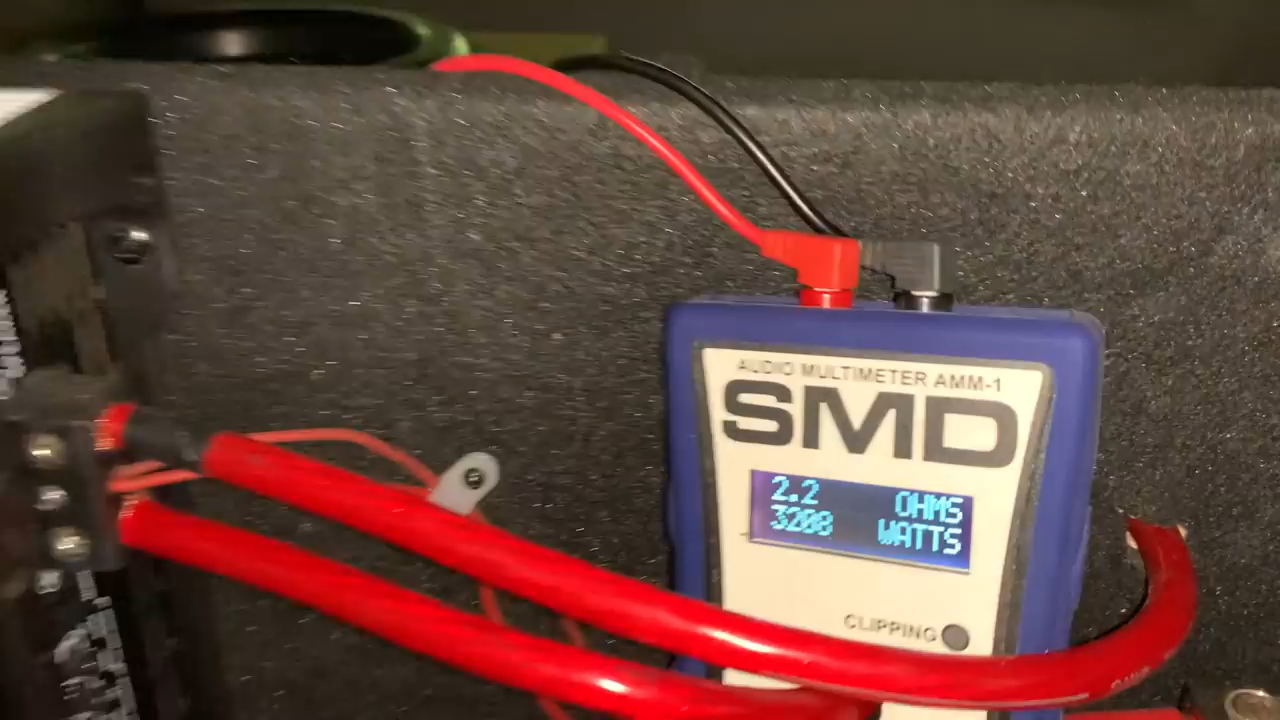 AUDIO MULTIMETER AMM-1
SMD
2.2 OHMS
3208 WATTS
CLIPPING